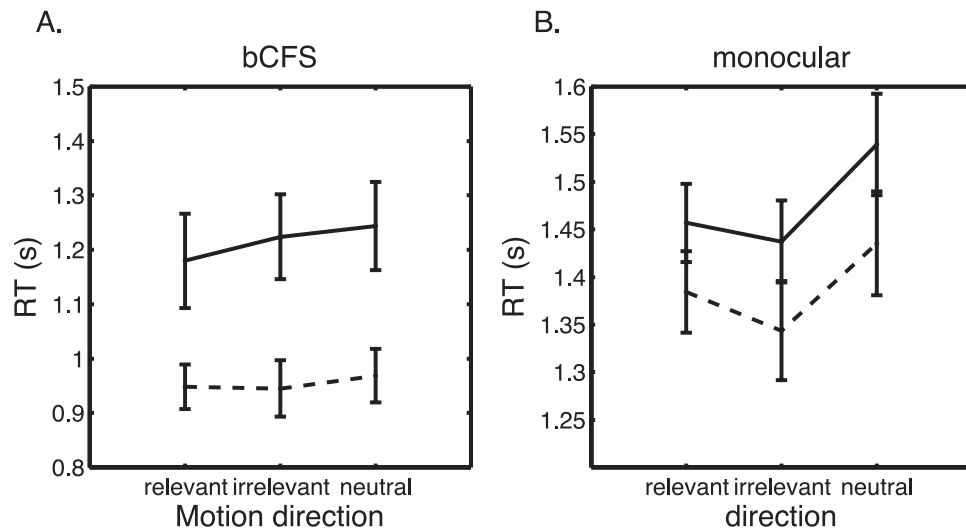 A.
bCFS
1.5
1.4
1.3
1.2
1.1
1
0.9
0.8
RT (s)
relevant irrelevant neutral
Motion direction
B.
monocular
1.6
1.55
1.5
1.45
1.4
1.35
1.3
1.25
RT (s)
relevant irrelevant neutral
direction